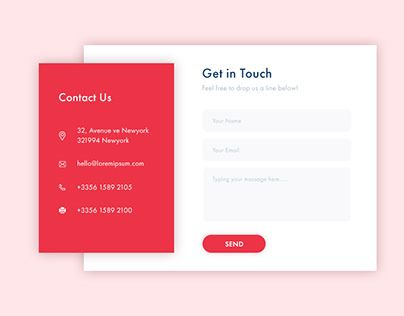 Contact Us
32, Avenue ve Newyork
321994 Newyork
hello@loremipsum.com
+3356 1589 2105
+3356 1589 2100
Get in Touch
Feel free to drop us a line below!
Your Name
Your Email
Typing your message here.....
SEND